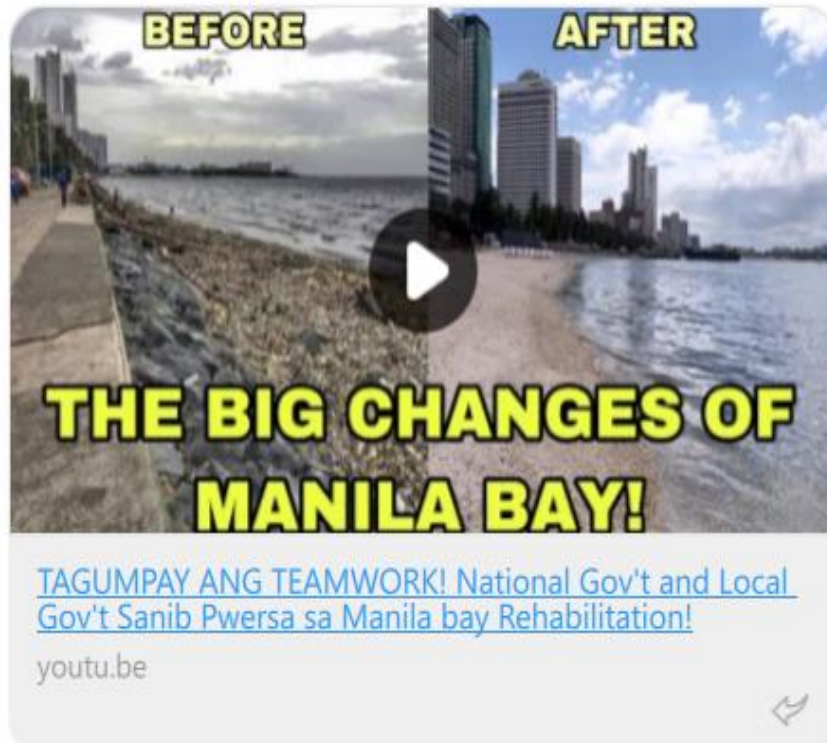 BEFORE
AFTER
THE BIG CHANGES OF
MANILA BAY!
TAGUMPAY ANG TEAMWORK! National Gov't and Local
Gov't Sanib Pwersa sa Manila bay Rehabilitation!
youtu.be